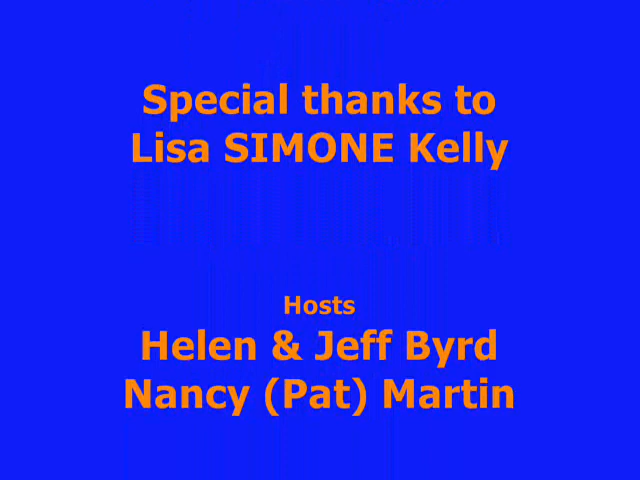 Special thanks to
Lisa SIMONE Kelly
Hosts
Helen & Jeff Byrd
Nancy (Pat) Martin